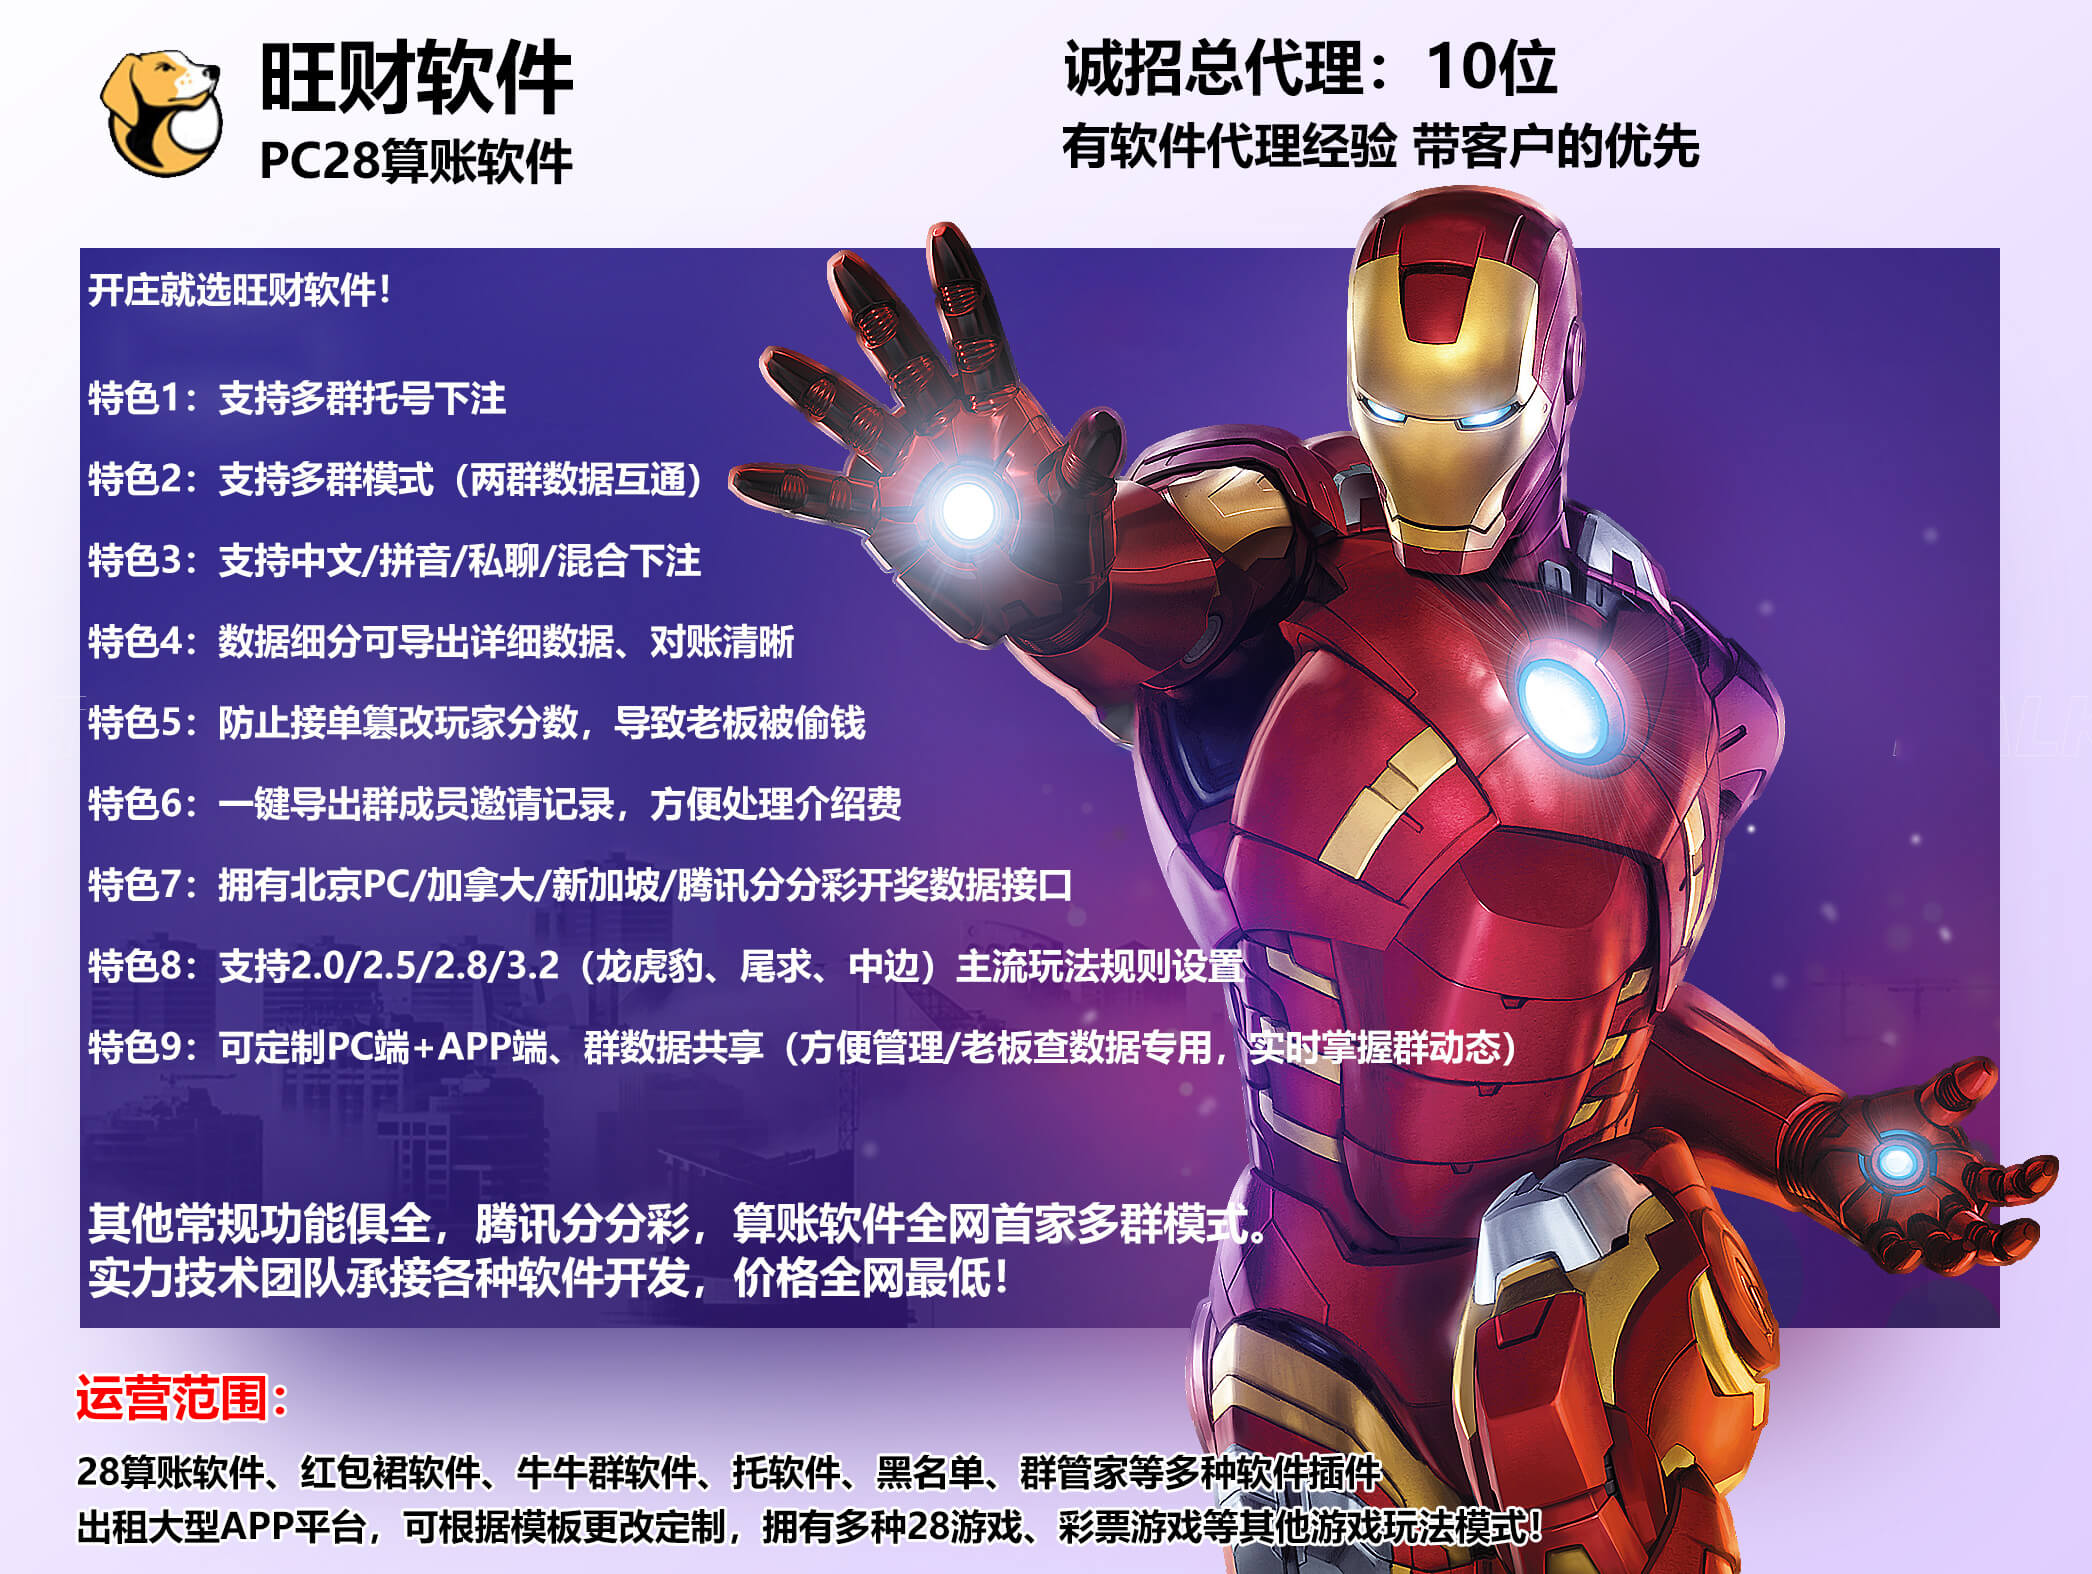 旺财软件
PC28算账软件
诚招总代理：10位
有软件代理经验 带客户的优先
开庄就选旺财软件！
特色1：支持多群托号下注
特色2：支持多群模式（两群数据互通）
特色3：支持中文/拼音/私聊/混合下注
特色4：数据细分可导出详细数据、对账清晰
特色5：防止接单篡改玩家分数，导致老板被偷钱
特色6：一键导出群成员邀请记录，方便处理介绍费
特色7：拥有北京PC/加拿大/新加坡/腾讯分分彩开奖数据接口
特色8：支持2.0/2.5/2.8/3.2（龙虎豹、尾求、中边）主流玩法规则设置
特色9：可定制PC端+APP端、群数据共享（方便管理/老板查数据专用，实时掌握群动态）
其他常规功能俱全，腾讯分分彩，算账软件全网首家多群模式。
实力技术团队承接各种软件开发，价格全网最低！
运营范围：
28算账软件、红包裙软件、牛牛群软件、托软件、黑名单、群管家等多种软件插件
出租大型APP平台，可根据模板更改定制，拥有多种28游戏、彩票游戏等其他游戏玩法模式！